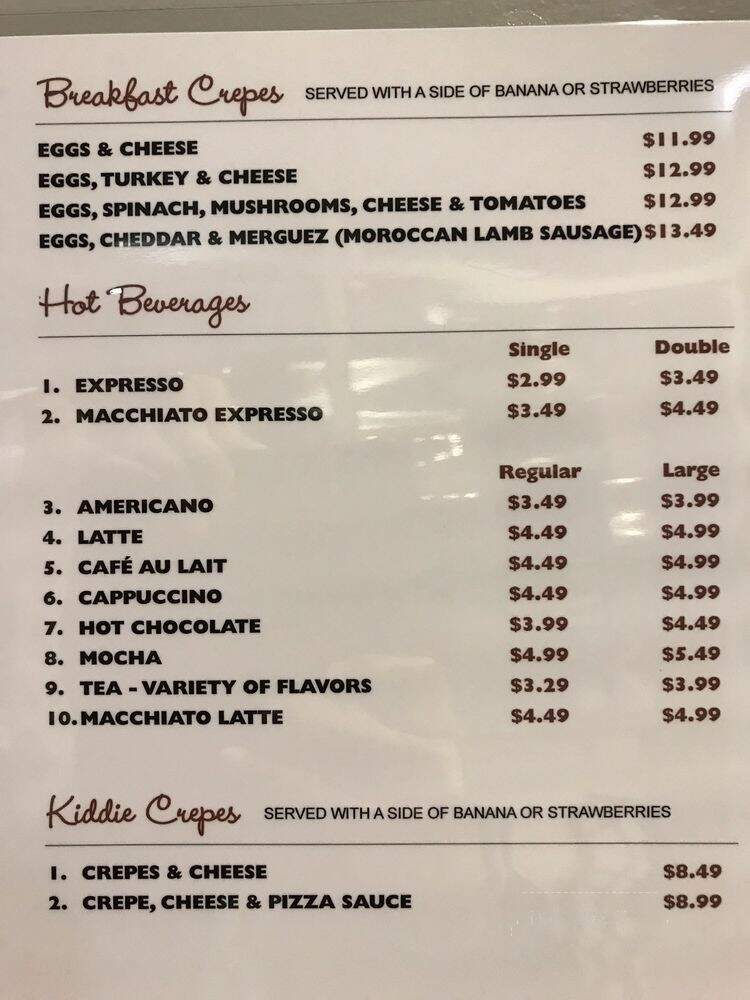 Breakfast Crepes SERVED WITH A SIDE OF BANANA OR STRAWBERRIES
EGGS & CHEESE $11.99
EGGS, TURKEY & CHEESE $12.99
EGGS, SPINACH, MUSHROOMS, CHEESE & TOMATOES $12.99
EGGS, CHEDDAR & MERGUEZ (MOROCCAN LAMB SAUSAGE) $13.49
Hot Beverages
Single Double
1. EXPRESSO $2.99 $3.49
2. MACCHIATO EXPRESSO $3.49 $4.49
Regular Large
3. AMERICANO $3.49 $3.99
4. LATTE $4.49 $4.99
5. CAFÉ AU LAIT $4.49 $4.99
6. CAPPUCCINO $4.49 $4.99
7. HOT CHOCOLATE $3.99 $4.49
8. MOCHA $4.99 $5.49
9. TEA - VARIETY OF FLAVORS $3.29 $3.99
10. MACCHIATO LATTE $4.49 $4.99
Kiddie Crepes SERVED WITH A SIDE OF BANANA OR STRAWBERRIES
1. CREPES & CHEESE $8.49
2. CREPE, CHEESE & PIZZA SAUCE $8.99